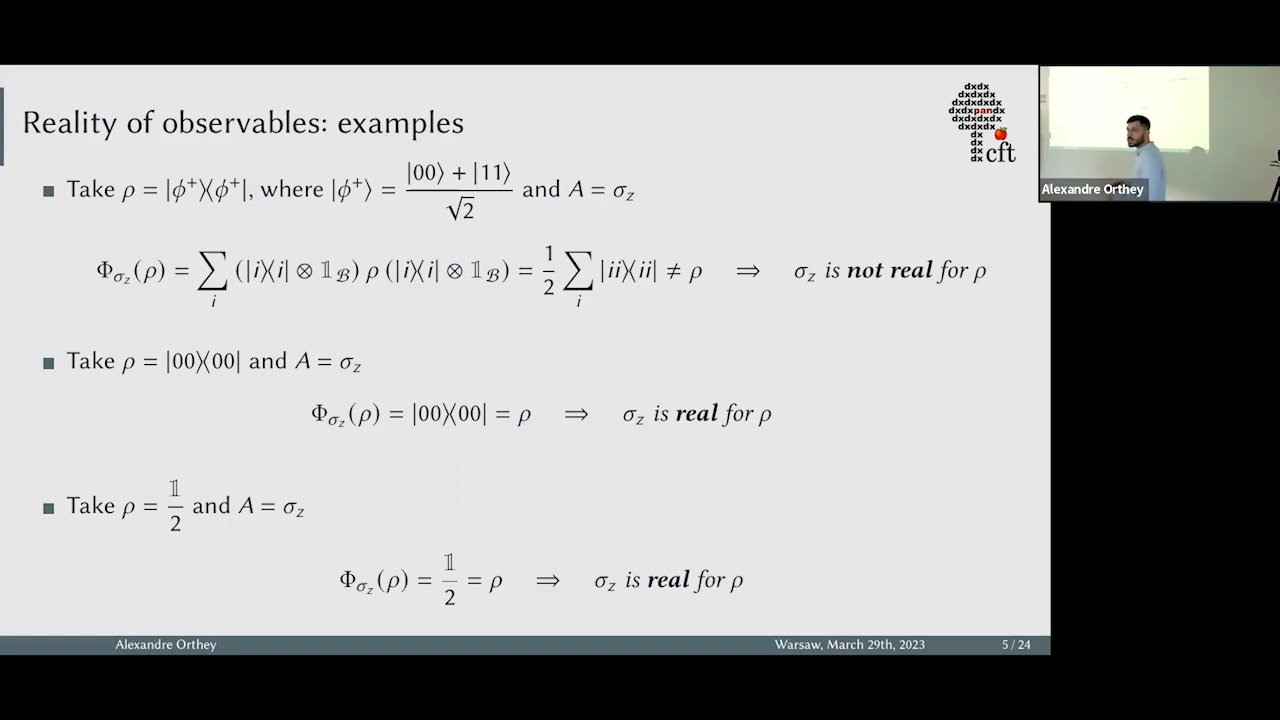 Reality of observables: examples
dxdx
dxdxdx
dxdxdxdx
dxdxpandx
dxdxdxdx
dxdxdx
dx
dx
dx cft
Alexandre Orthey
■ Take ρ = |ϕ⁺⟩⟨ϕ⁺|, where |ϕ⁺⟩ = (|00⟩ + |11⟩)/√2 and A = σ_z
Φ_{σ_z}(ρ) = ∑_i (|i⟩⟨i| ⊗ 𝟙_ℬ) ρ (|i⟩⟨i| ⊗ 𝟙_ℬ) = 1/2 ∑_i |ii⟩⟨ii| ≠ ρ ⟹ σ_z is not real for ρ
■ Take ρ = |00⟩⟨00| and A = σ_z
Φ_{σ_z}(ρ) = |00⟩⟨00| = ρ ⟹ σ_z is real for ρ
■ Take ρ = 𝟙/2 and A = σ_z
Φ_{σ_z}(ρ) = 𝟙/2 = ρ ⟹ σ_z is real for ρ
Alexandre Orthey Warsaw, March 29th, 2023 5 / 24